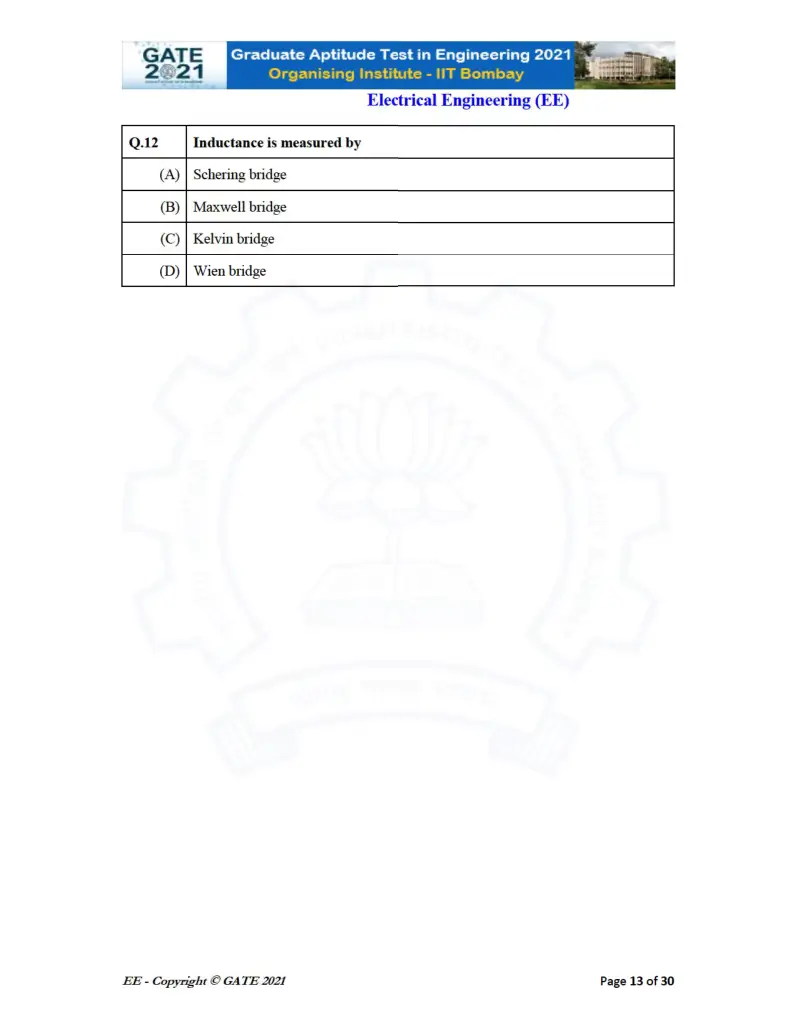 GATE
2021
Graduate Aptitude Test in Engineering 2021
Organising Institute - IIT Bombay
Electrical Engineering (EE)
Q.12 Inductance is measured by
(A) Schering bridge
(B) Maxwell bridge
(C) Kelvin bridge
(D) Wien bridge
EE - Copyright © GATE 2021 Page 13 of 30